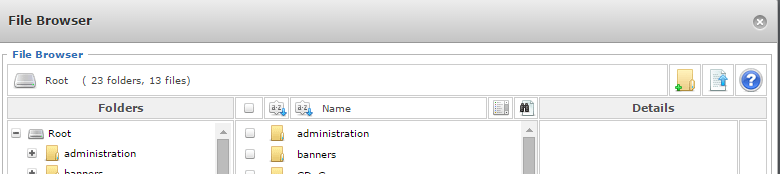 File Browser
File Browser
Root ( 23 folders, 13 files)
Folders
Name
Details
Root
administration
banners
administration
banners